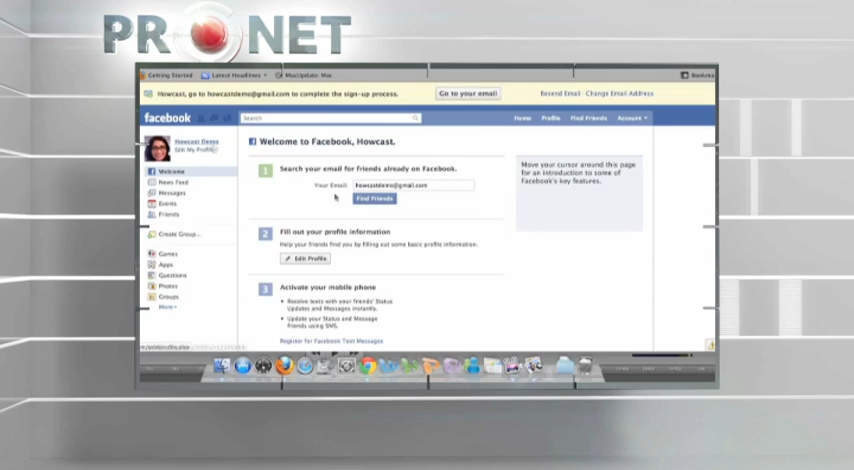 PRONET
Getting Started Latest Headlines MacUpdate: Mac Bookma
Howcast, go to howcastdemo@gmail.com to complete the sign-up process. Go to your email Resend Email · Change Email Address
facebook Search Home Profile Find Friends Account
Howcast Demo
Edit My Profile
Welcome
News Feed
Messages
Events
Friends
Create Group...
Games
Apps
Questions
Photos
Groups
More
Welcome to Facebook, Howcast.
1 Search your email for friends already on Facebook.
Your Email: howcastdemo@gmail.com
Find Friends
2 Fill out your profile information
Help your friends find you by filling out some basic profile information.
Edit Profile
3 Activate your mobile phone
• Receive texts with your friends' Status
Updates and Messages instantly.
• Update your Status and Message
friends using SMS.
Register for Facebook Text Messages
Move your cursor around this page
for an introduction to some of
Facebook's key features.